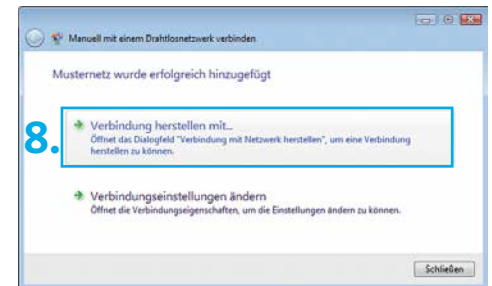 Manuell mit einem Drahtlosnetzwerk verbinden
Musternetz wurde erfolgreich hinzugefügt
8.
Verbindung herstellen mit...
Öffnet das Dialogfeld "Verbindung mit Netzwerk herstellen", um eine Verbindung
herstellen zu können.
Verbindungseinstellungen ändern
Öffnet die Verbindungseigenschaften, um die Einstellungen ändern zu können.
Schließen